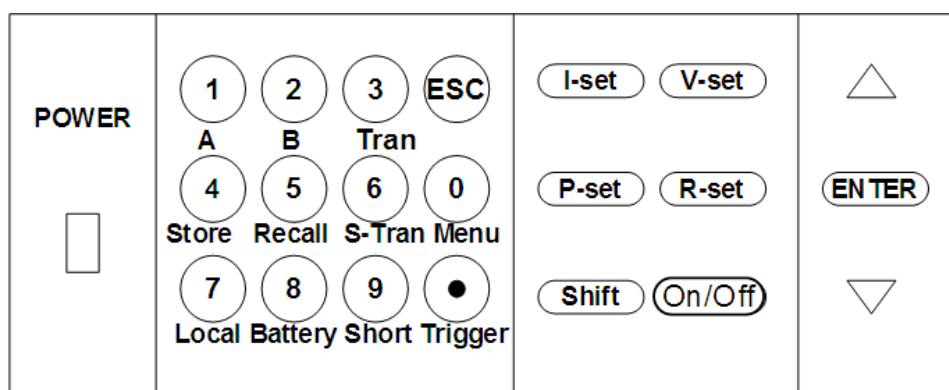 POWER
1 2 3 ESC
A B Tran
4 5 6 0
Store Recall S-Tran Menu
7 8 9
Local Battery Short Trigger
I-set V-set
P-set R-set
Shift On/Off
ENTER